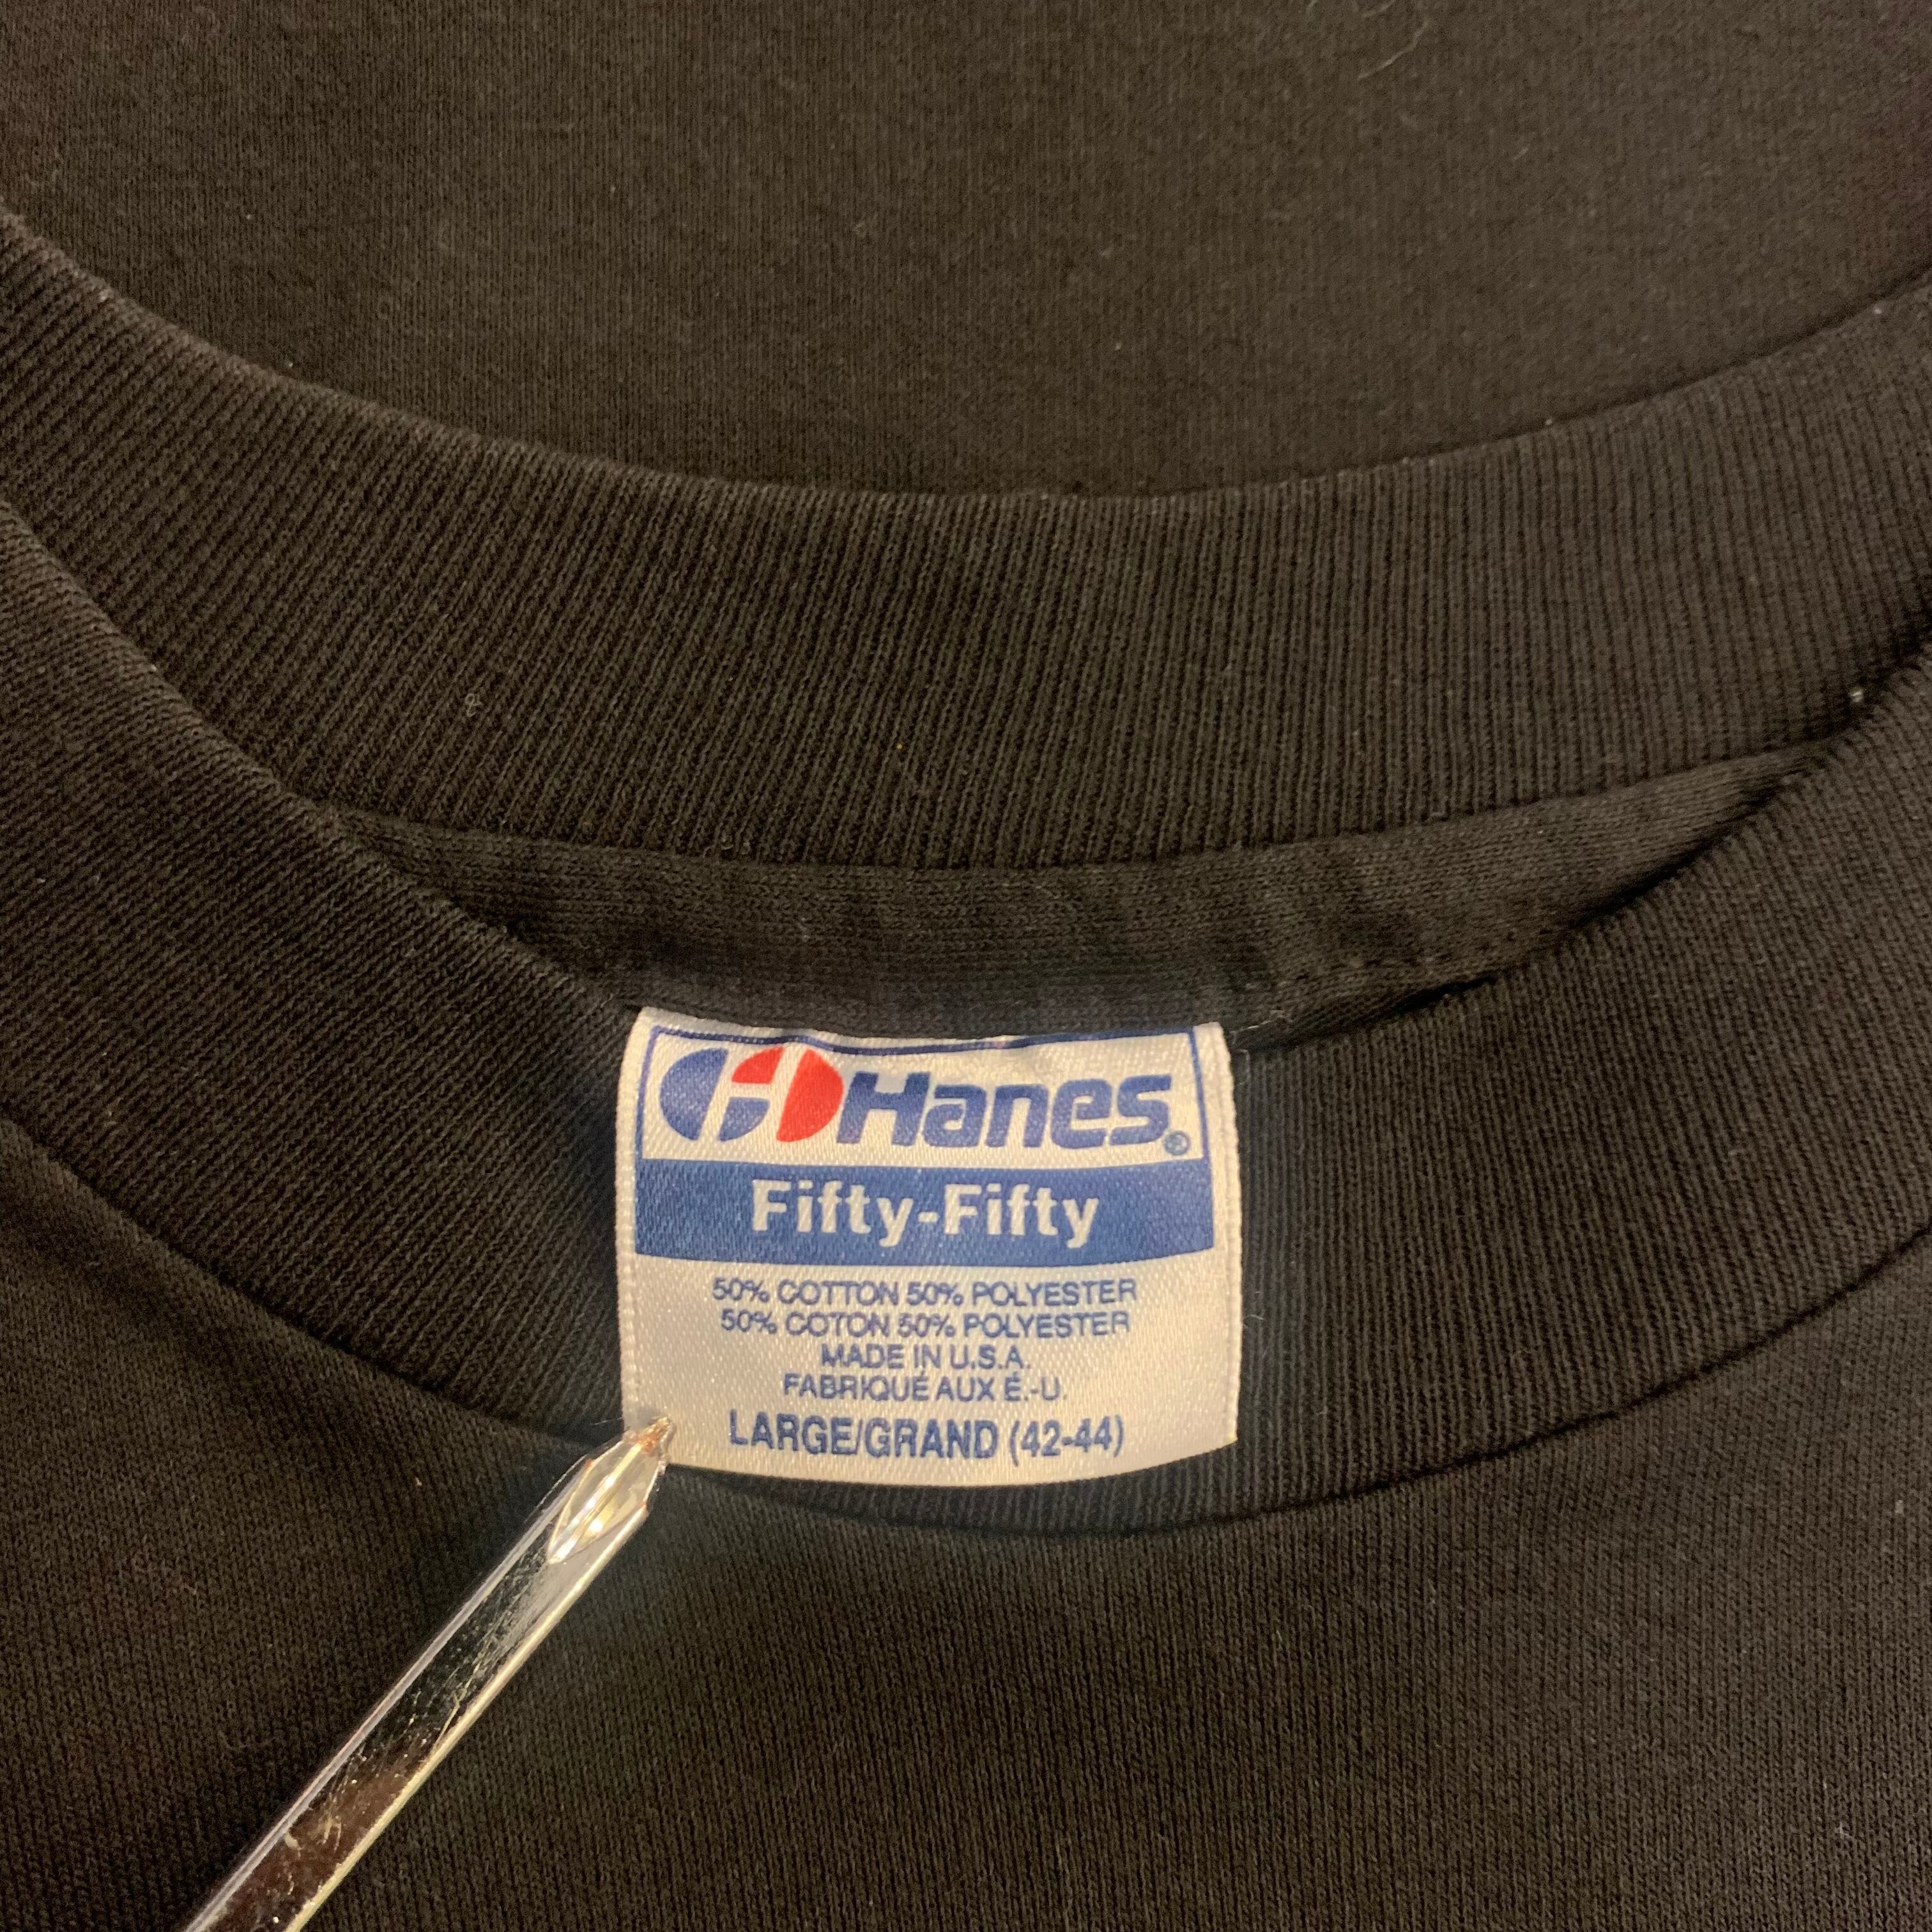 Hanes®
Fifty-Fifty
50% COTTON 50% POLYESTER
50% COTON 50% POLYESTER
MADE IN U.S.A.
FABRIQUÉ AUX É.-U.
LARGE/GRAND (42-44)